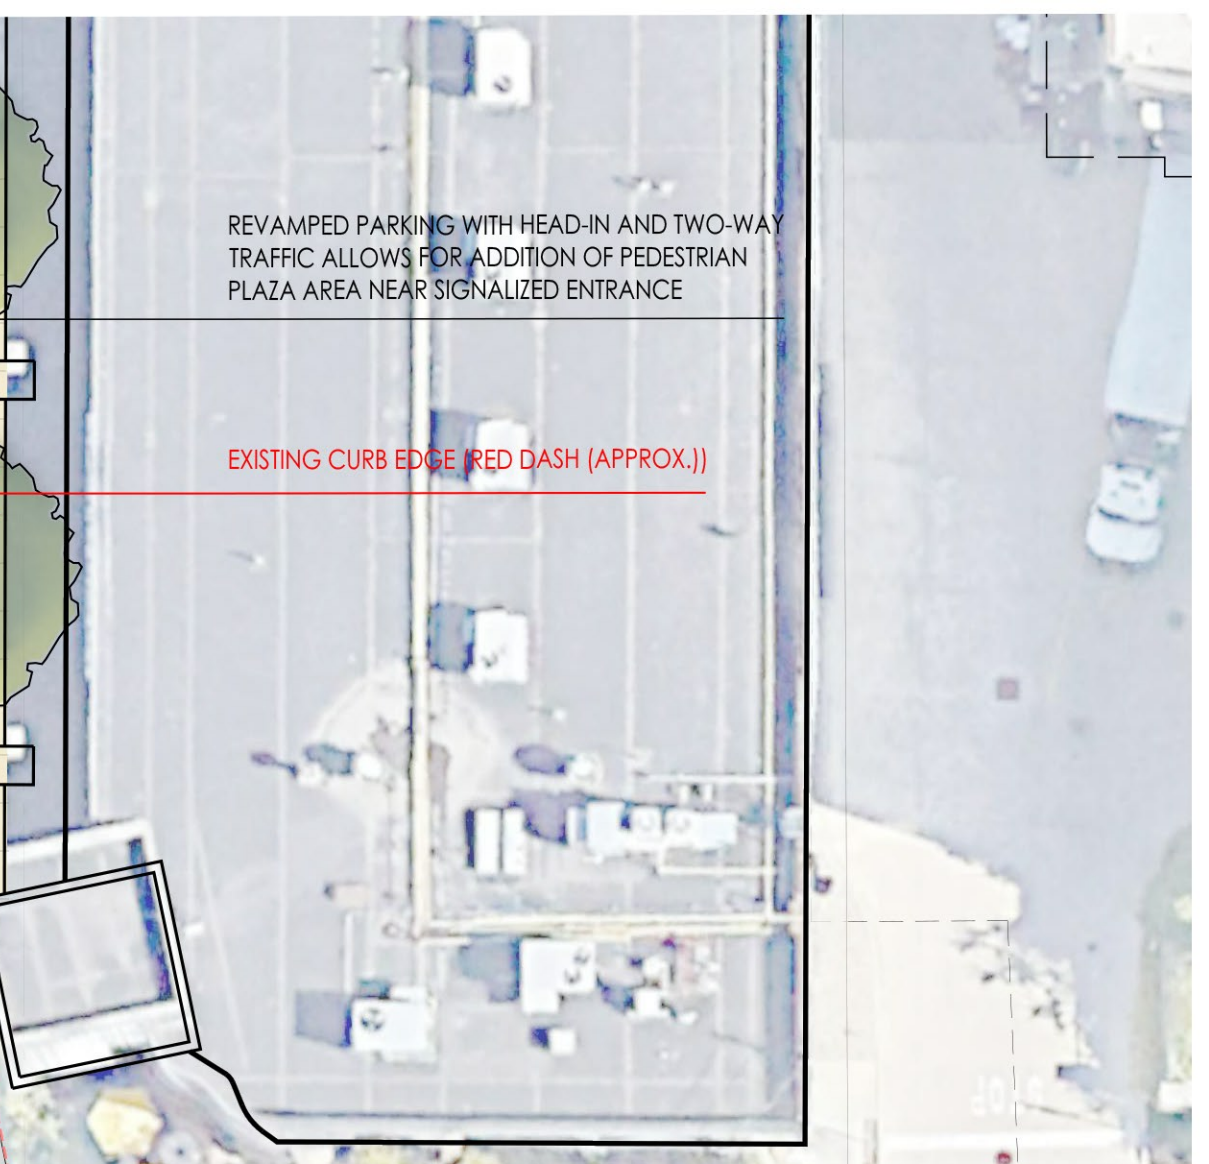 REVAMPED PARKING WITH HEAD-IN AND TWO-WAY
TRAFFIC ALLOWS FOR ADDITION OF PEDESTRIAN
PLAZA AREA NEAR SIGNALIZED ENTRANCE
EXISTING CURB EDGE (RED DASH (APPROX.))
STOP